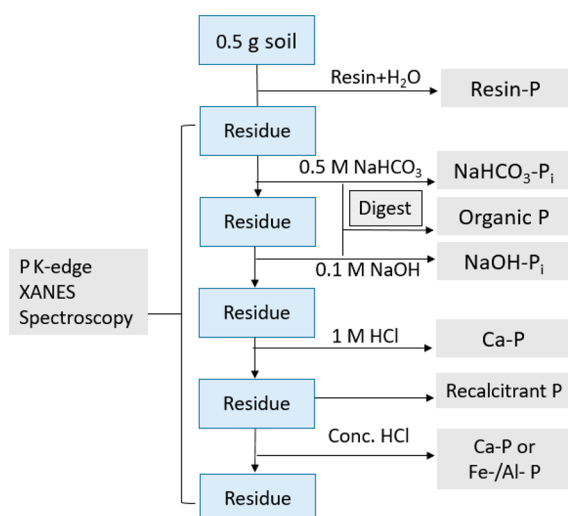 0.5 g soil
Resin+H₂O
Resin-P
Residue
0.5 M NaHCO₃
NaHCO₃-Pᵢ
Residue
Digest
Organic P
0.1 M NaOH
NaOH-Pᵢ
P K-edge
XANES
Spectroscopy
Residue
1 M HCl
Ca-P
Residue
Recalcitrant P
Conc. HCl
Ca-P or
Fe-/Al- P
Residue